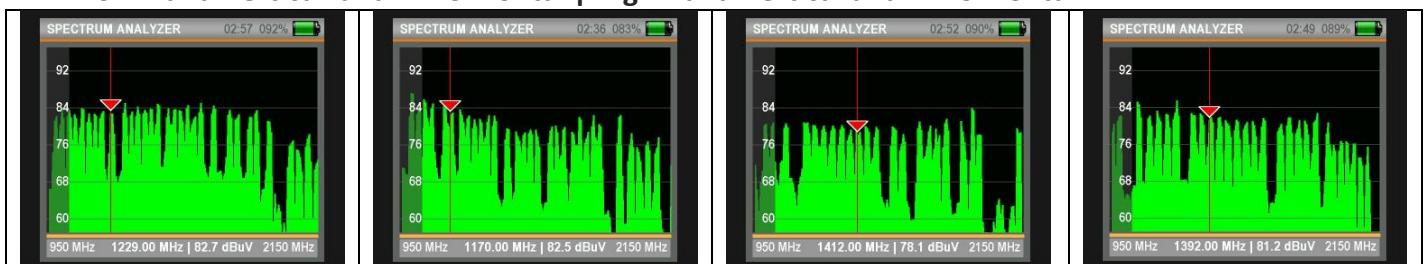 SPECTRUM ANALYZER 02:57 092%
92
84
76
68
60
950 MHz 1229.00 MHz | 82.7 dBuV 2150 MHz
SPECTRUM ANALYZER 02:36 083%
92
84
76
68
60
950 MHz 1170.00 MHz | 82.5 dBuV 2150 MHz
SPECTRUM ANALYZER 02:52 090%
92
84
76
68
60
950 MHz 1412.00 MHz | 78.1 dBuV 2150 MHz
SPECTRUM ANALYZER 02:49 089%
92
84
76
68
60
950 MHz 1392.00 MHz | 81.2 dBuV 2150 MHz